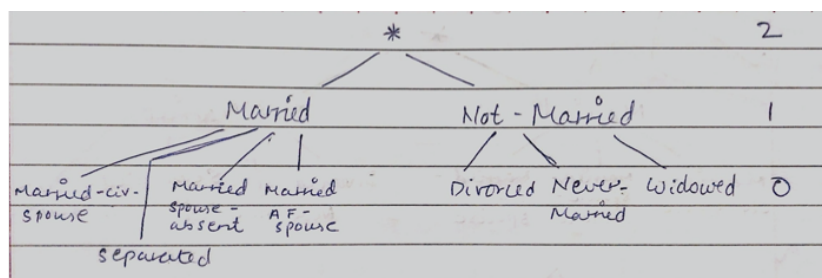 * 2
Married Not-Married 1
Married-civ- Married Married Divorced Never- Widowed 0
spouse spouse- AF- Married
absent spouse
separated